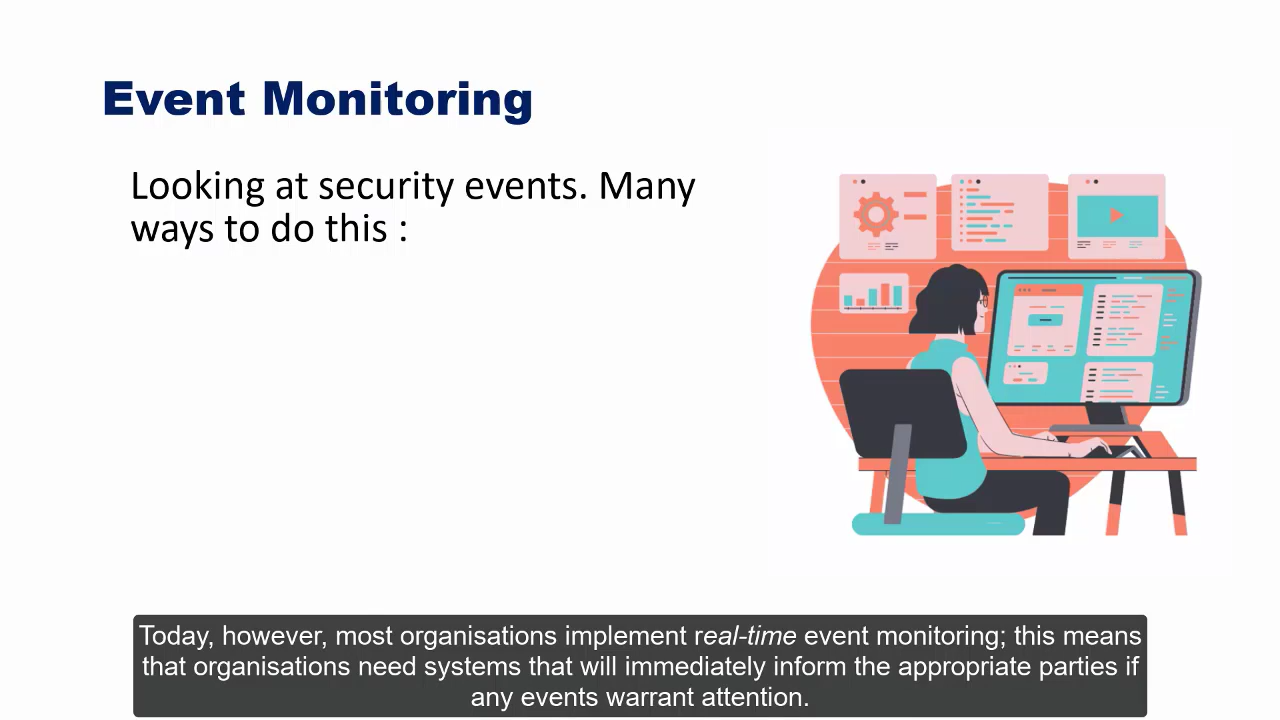 Event Monitoring
Looking at security events. Many
ways to do this :
Today, however, most organisations implement real-time event monitoring; this means
that organisations need systems that will immediately inform the appropriate parties if
any events warrant attention.